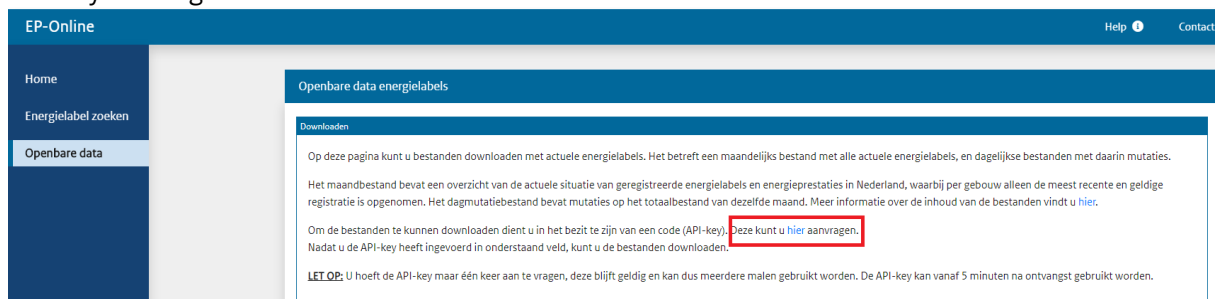 EP-Online
Help
Contact
Home
Energielabel zoeken
Openbare data
Openbare data energielabels
Downloaden
Op deze pagina kunt u bestanden downloaden met actuele energielabels. Het betreft een maandelijks bestand met alle actuele energielabels, en dagelijkse bestanden met daarin mutaties.
Het maandbestand bevat een overzicht van de actuele situatie van geregistreerde energielabels en energieprestaties in Nederland, waarbij per gebouw alleen de meest recente en geldige
registratie is opgenomen. Het dagmutatiebestand bevat mutaties op het totaalbestand van dezelfde maand. Meer informatie over de inhoud van de bestanden vindt u hier.
Om de bestanden te kunnen downloaden dient u in het bezit te zijn van een code (API-key). Deze kunt u hier aanvragen.
Nadat u de API-key heeft ingevoerd in onderstaand veld, kunt u de bestanden downloaden.
LET OP: U hoeft de API-key maar één keer aan te vragen, deze blijft geldig en kan dus meerdere malen gebruikt worden. De API-key kan vanaf 5 minuten na ontvangst gebruikt worden.